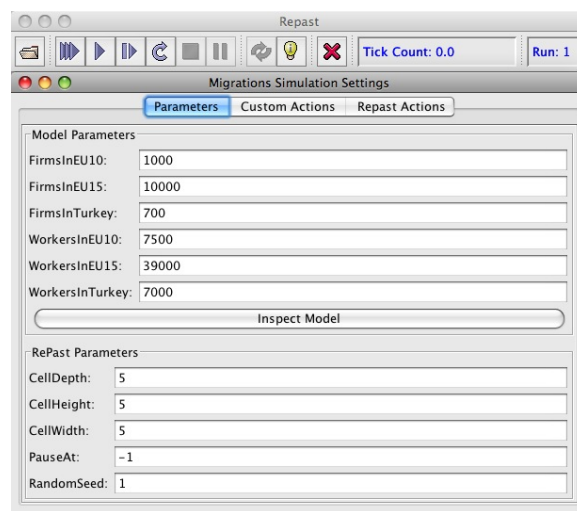 Repast
Tick Count: 0.0 Run: 1
Migrations Simulation Settings
Parameters Custom Actions Repast Actions
Model Parameters
FirmsInEU10: 1000
FirmsInEU15: 10000
FirmsInTurkey: 700
WorkersInEU10: 7500
WorkersInEU15: 39000
WorkersInTurkey: 7000
Inspect Model
RePast Parameters
CellDepth: 5
CellHeight: 5
CellWidth: 5
PauseAt: -1
RandomSeed: 1